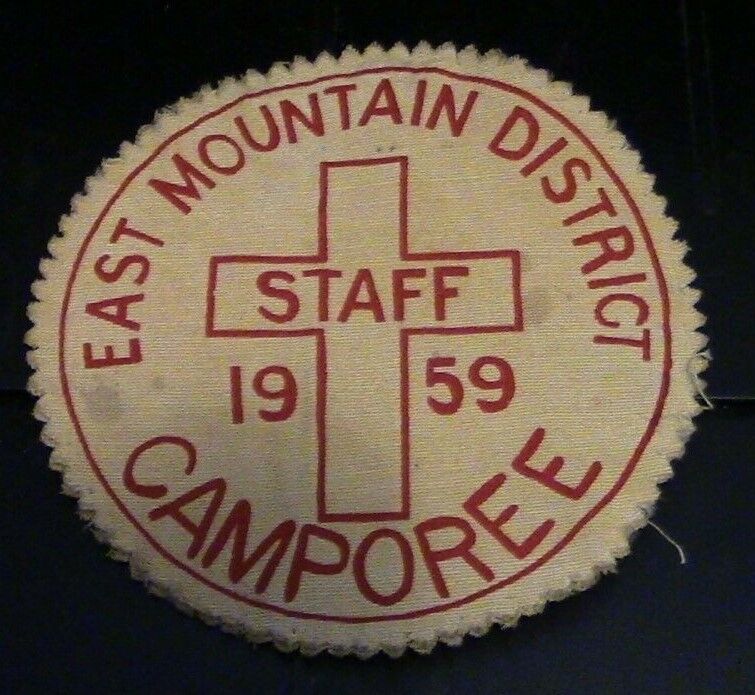 EAST MOUNTAIN DISTRICT
STAFF
19 59
CAMPOREE